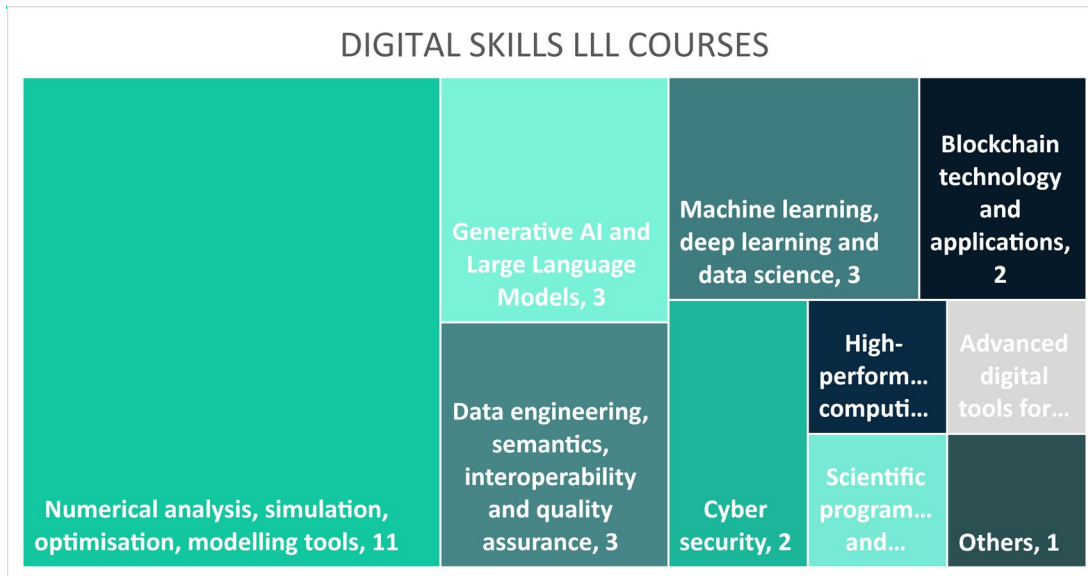 DIGITAL SKILLS LLL COURSES
Numerical analysis, simulation,
optimisation, modelling tools, 11
Generative AI and
Large Language
Models, 3
Data engineering,
semantics,
interoperability
and quality
assurance, 3
Machine learning,
deep learning and
data science, 3
Blockchain
technology
and
applications,
2
Cyber
security, 2
High-
perform...
computi...
Advanced
digital
tools for...
Scientific
program...
and...
Others, 1